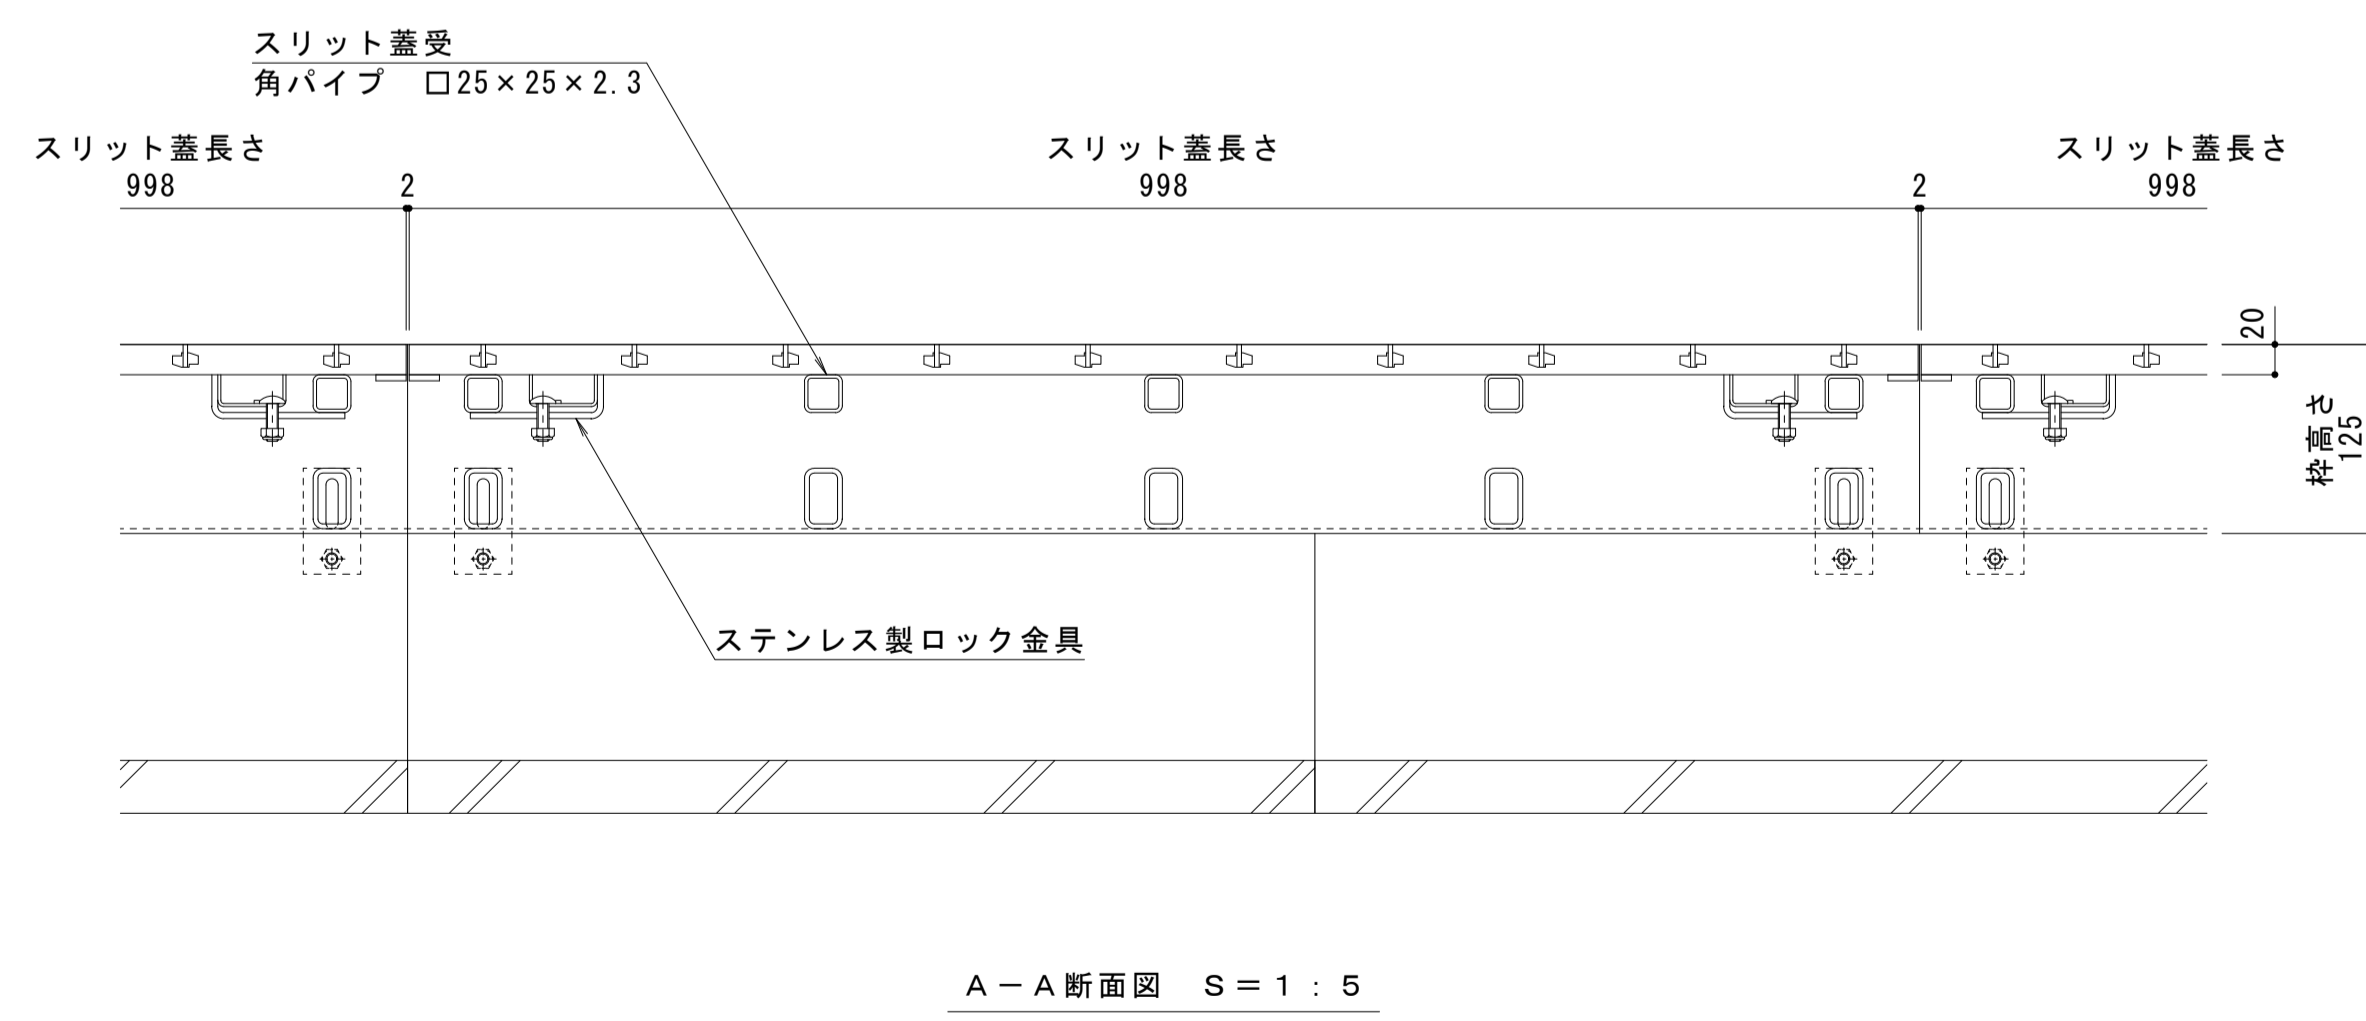 スリット蓋受
角パイプ　□25×25×2.3
スリット蓋長さ
998
2
スリット蓋長さ
998
2
スリット蓋長さ
998
20
枠高さ
125
ステンレス製ロック金具
A－A断面図　S＝1：5